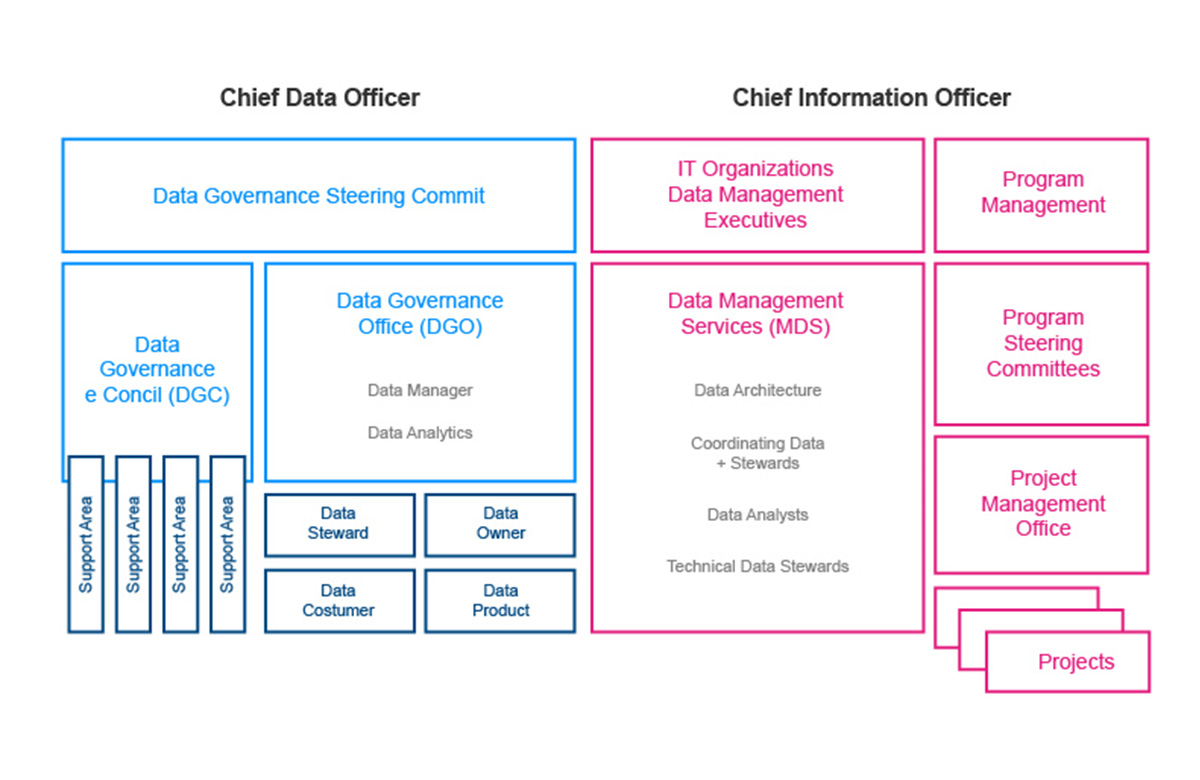 Chief Data Officer
Chief Information Officer
Data Governance Steering Commit
IT Organizations
Data Management
Executives
Program
Management
Data
Governance
e Concil (DGC)
Data Governance
Office (DGO)
Data Manager
Data Analytics
Data Management
Services (MDS)
Data Architecture
Coordinating Data
+ Stewards
Data Analysts
Technical Data Stewards
Program
Steering
Committees
Project
Management
Office
Support Area
Support Area
Support Area
Support Area
Data
Steward
Data
Owner
Data
Costumer
Data
Product
Projects